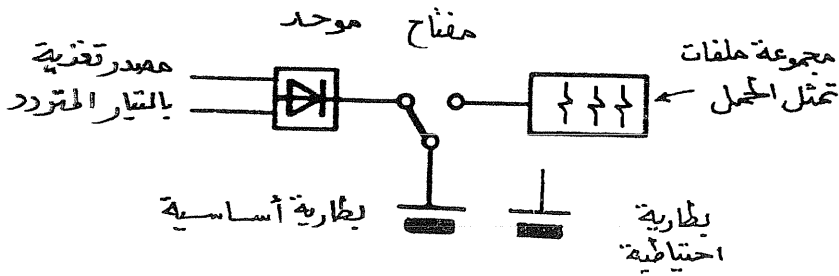 مفتاح
موحد
مصدر تغذية
بالتيار المتردد
مجموعة ملفات
تمثل الحمل
بطارية أساسية
بطارية
احتياطية